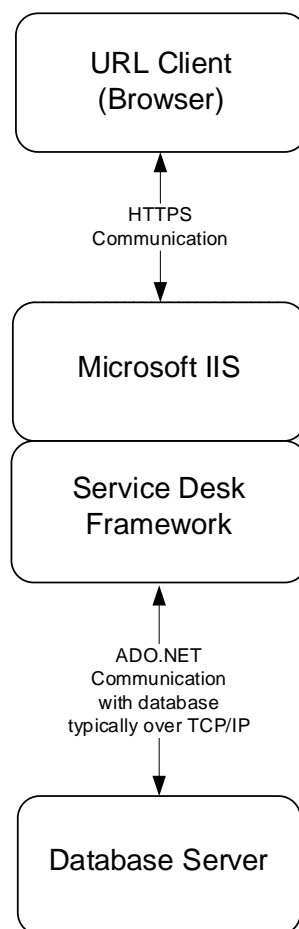 URL Client
(Browser)
HTTPS
Communication
Microsoft IIS
Service Desk
Framework
ADO.NET
Communication
with database
typically over TCP/IP
Database Server